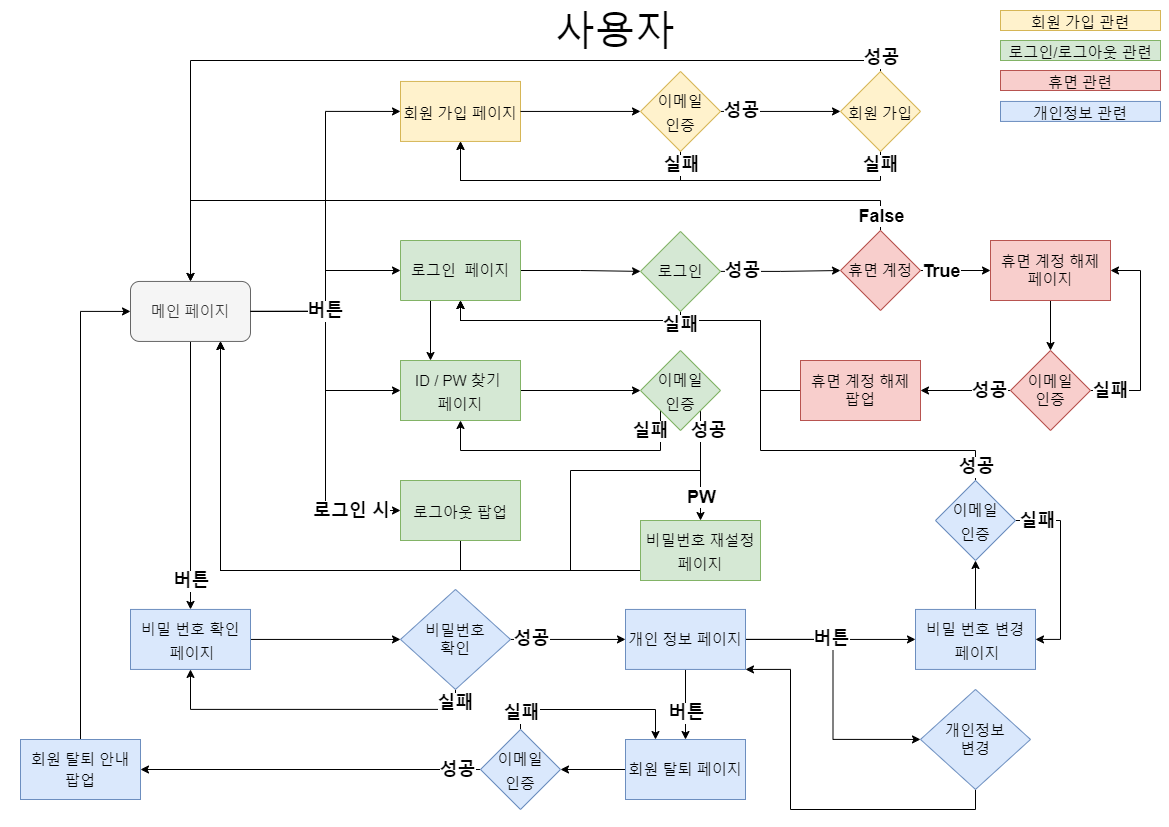 사용자
회원 가입 관련
로그인/로그아웃 관련
휴면 관련
개인정보 관련
성공
회원 가입 페이지
이메일
인증
성공
회원 가입
실패
실패
False
로그인 페이지
로그인
성공
휴면 계정
True
휴면 계정 해제
페이지
메인 페이지
버튼
실패
ID / PW 찾기
페이지
이메일
인증
휴면 계정 해제
팝업
성공
이메일
인증
실패
실패
성공
성공
로그인 시
로그아웃 팝업
PW
이메일
인증
실패
비밀번호 재설정
페이지
버튼
비밀 번호 확인
페이지
비밀번호
확인
성공
개인 정보 페이지
버튼
비밀 번호 변경
페이지
실패
실패
버튼
개인정보
변경
회원 탈퇴 안내
팝업
성공
이메일
인증
회원 탈퇴 페이지